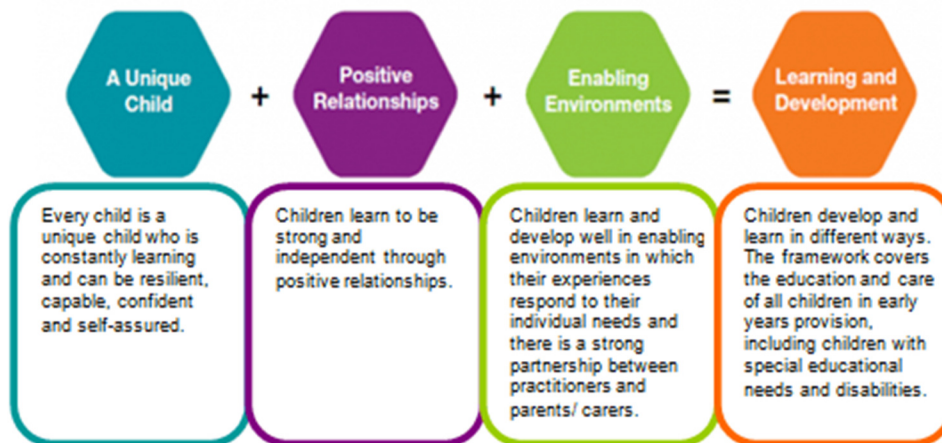 A Unique
Child
+
Positive
Relationships
+
Enabling
Environments
=
Learning and
Development
Every child is a
unique child who is
constantly learning
and can be resilient,
capable, confident
and self-assured.
Children learn to be
strong and
independent through
positive relationships.
Children learn and
develop well in enabling
environments in which
their experiences
respond to their
individual needs and
there is a strong
partnership between
practitioners and
parents/ carers.
Children develop and
learn in different ways.
The framework covers
the education and care
of all children in early
years provision,
including children with
special educational
needs and disabilities.